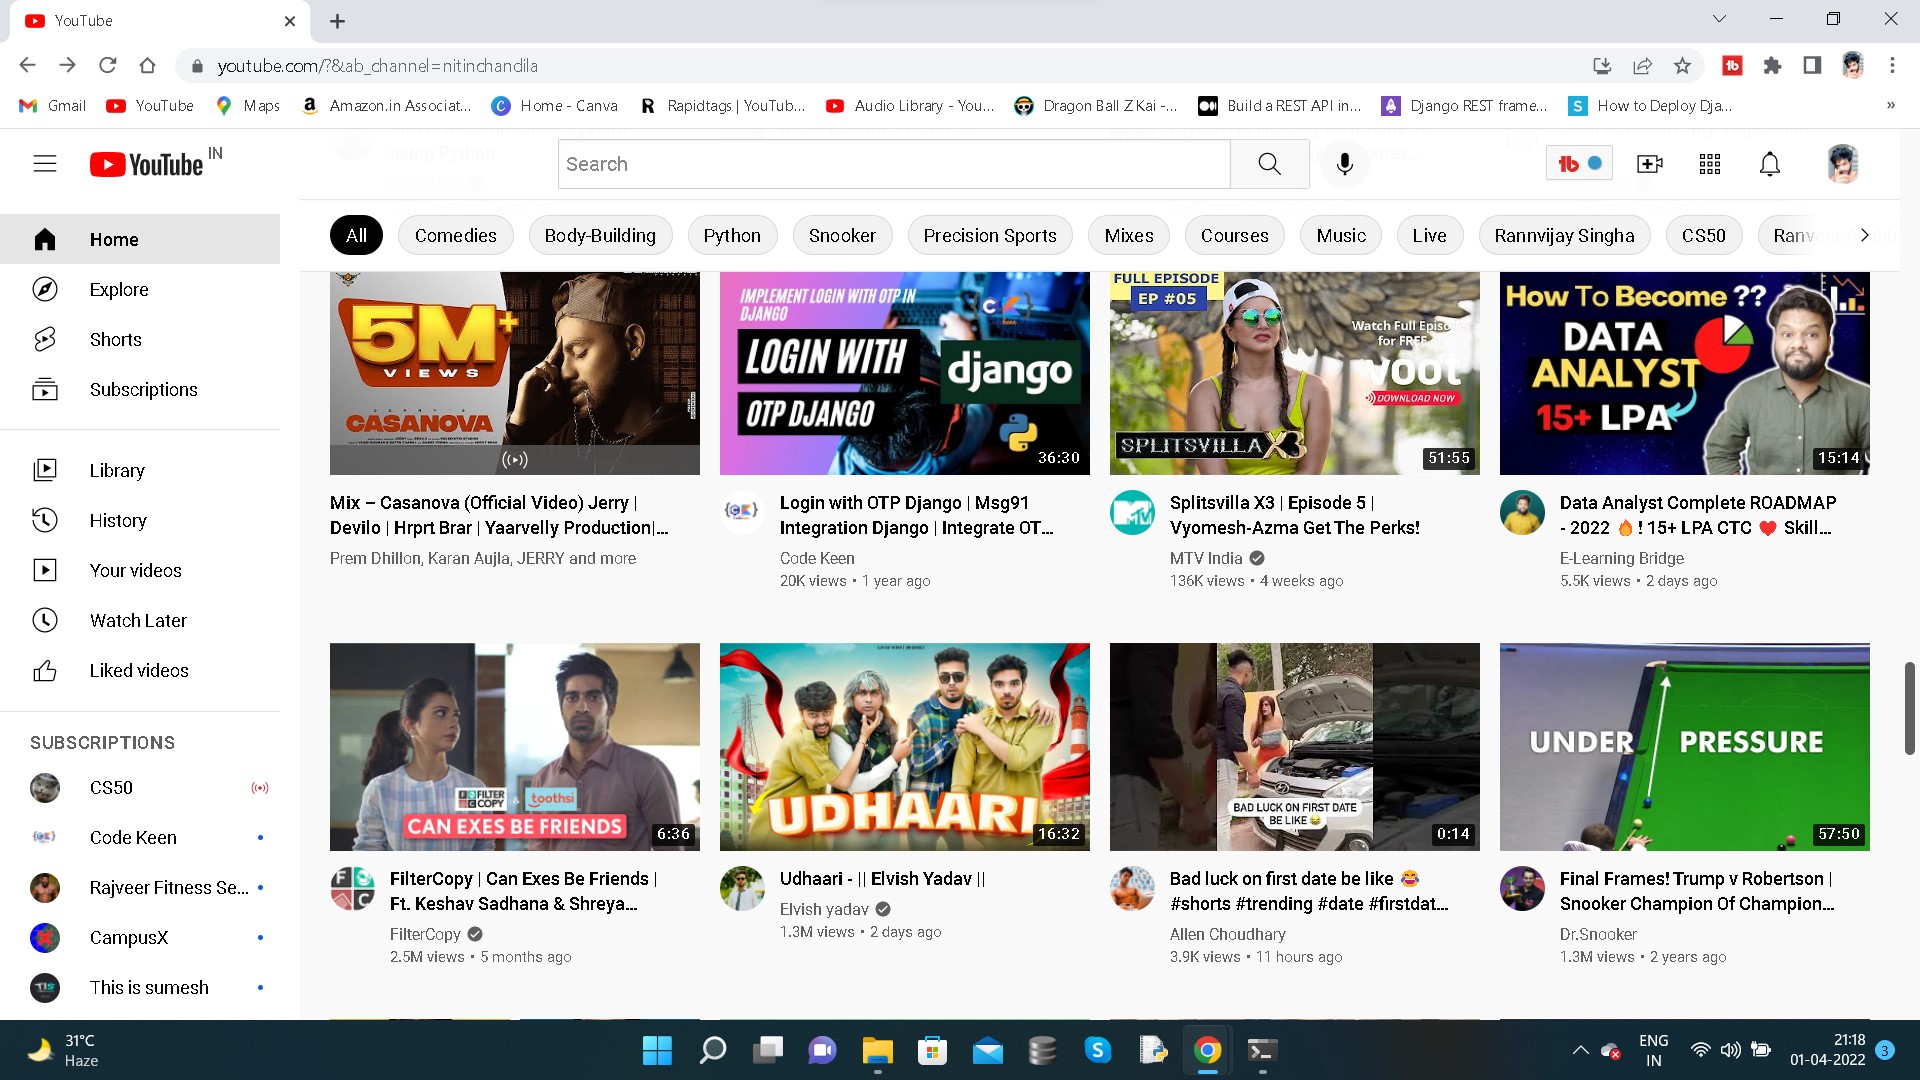 YouTube
youtube.com/?&ab_channel=nitinchandila
Gmail
YouTube
Maps
Amazon.in Associat...
Home - Canva
Rapidtags | YouTub...
Audio Library - You...
Dragon Ball Z Kai -...
Build a REST API in...
Django REST frame...
How to Deploy Dja...
»
YouTube IN
using Python
Search
All
Comedies
Body-Building
Python
Snooker
Precision Sports
Mixes
Courses
Music
Live
Rannvijay Singha
CS50
Ranv
Home
Explore
Shorts
Subscriptions
Library
History
Your videos
Watch Later
Liked videos
SUBSCRIPTIONS
CS50
Code Keen
Rajveer Fitness Se...
CampusX
This is sumesh
5M+
VIEWS
CASANOVA
Mix – Casanova (Official Video) Jerry |
Devilo | Hrprt Brar | Yaarvelly Production|...
Prem Dhillon, Karan Aujla, JERRY and more
IMPLEMENT LOGIN WITH OTP IN
DJANGO
LOGIN WITH
OTP DJANGO
django
36:30
Login with OTP Django | Msg91
Integration Django | Integrate OT...
Code Keen
20K views • 1 year ago
FULL EPISODE
EP #05
Watch Full Episo
for FREE
voot
DOWNLOAD NOW
SPLITSVILLA X3
51:55
Splitsvilla X3 | Episode 5 |
Vyomesh-Azma Get The Perks!
MTV India
136K views • 4 weeks ago
How To Become ??
DATA
ANALYST
15+ LPA
15:14
Data Analyst Complete ROADMAP
- 2022 🔥 ! 15+ LPA CTC ❤️ Skill...
E-Learning Bridge
5.5K views • 2 days ago
FILTER
COPY
toothsi
CAN EXES BE FRIENDS
6:36
FilterCopy | Can Exes Be Friends |
Ft. Keshav Sadhana & Shreya...
FilterCopy
2.5M views • 5 months ago
UDHAARI
16:32
Udhaari - || Elvish Yadav ||
Elvish yadav
1.3M views • 2 days ago
BAD LUCK ON FIRST DATE
BE LIKE 😂
0:14
Bad luck on first date be like 😂
#shorts #trending #date #firstdat...
Allen Choudhary
3.9K views • 11 hours ago
UNDER PRESSURE
57:50
Final Frames! Trump v Robertson |
Snooker Champion Of Champion...
Dr.Snooker
1.3M views • 2 years ago
31°C
Haze
ENG
IN
21:18
01-04-2022
3